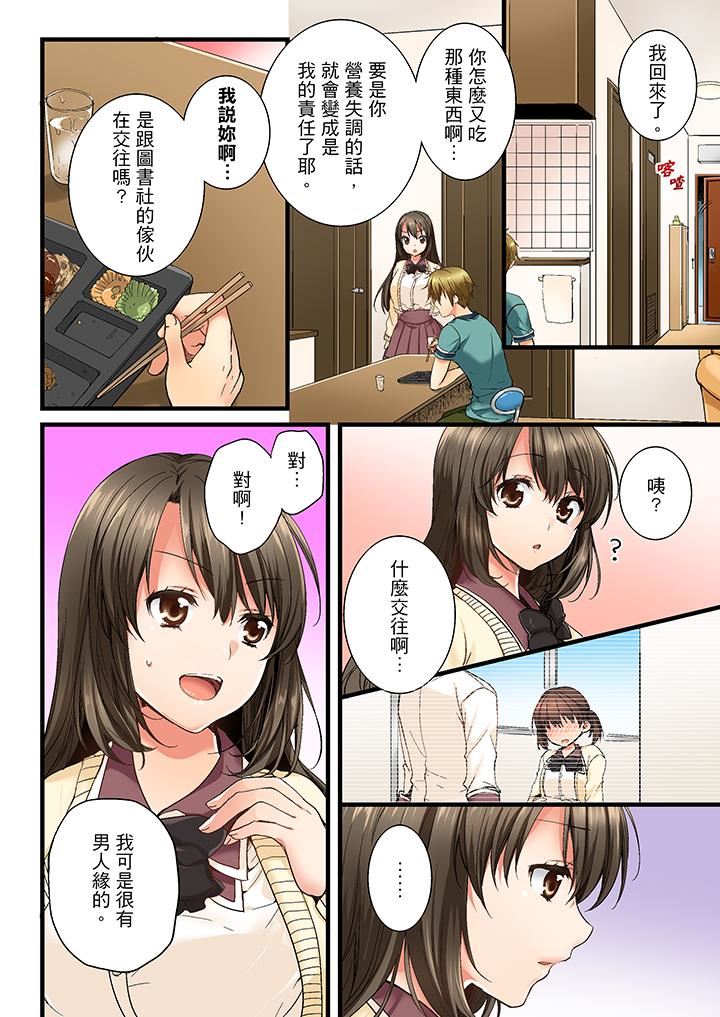 我回來了。
喀喳
你怎麼又吃
那種東西啊…
要是你
營養失調的話，
就會變成是
我的責任了耶。
我說妳啊…
是跟圖書社的傢伙
在交往嗎？
咦？
？
什麼交往啊…
……
對…
對啊！
我可是很有
男人緣的。